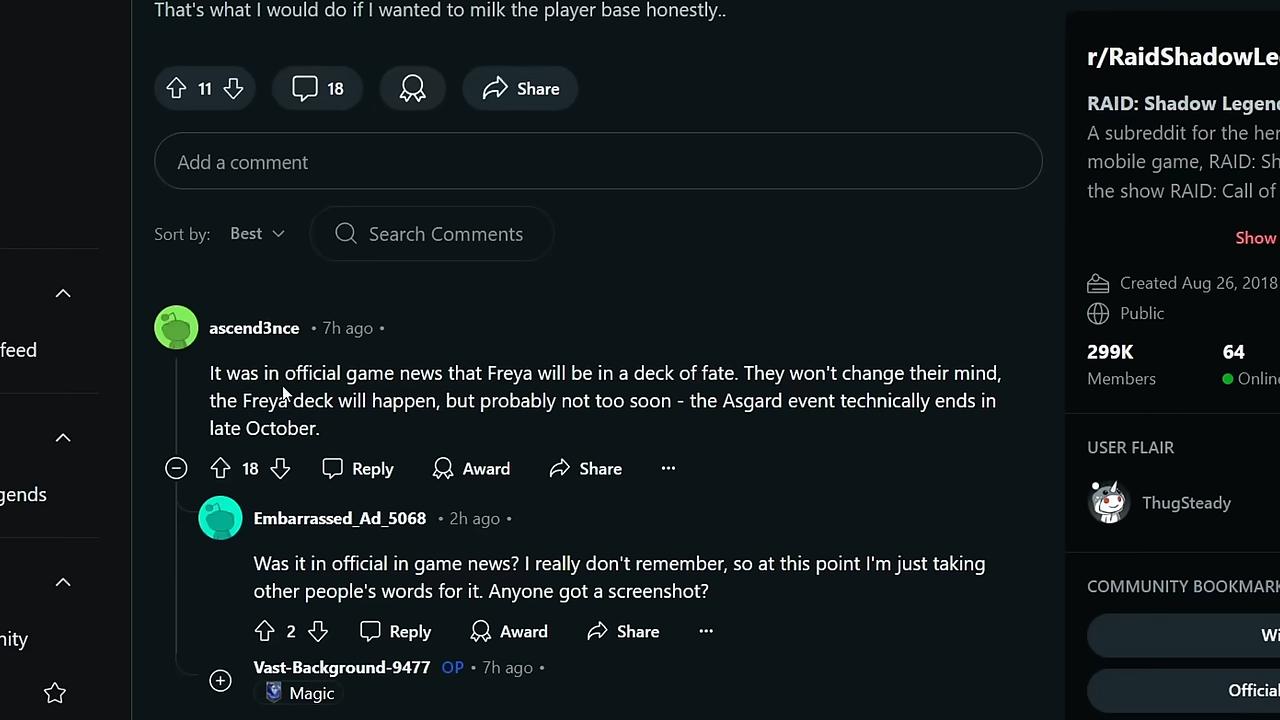 That's what I would do if I wanted to milk the player base honestly..
11
18
Share
Add a comment
Sort by:
Best
Search Comments
ascend3nce • 7h ago •
It was in official game news that Freya will be in a deck of fate. They won't change their mind,
the Freya deck will happen, but probably not too soon - the Asgard event technically ends in
late October.
18
Reply
Award
Share
Embarrassed_Ad_5068 • 2h ago •
Was it in official in game news? I really don't remember, so at this point I'm just taking
other people's words for it. Anyone got a screenshot?
2
Reply
Award
Share
Vast-Background-9477 OP • 7h ago •
Magic
feed
gends
nity
r/RaidShadowLe
RAID: Shadow Legend
A subreddit for the her
mobile game, RAID: Sh
the show RAID: Call of
Show
Created Aug 26, 2018
Public
299K
64
Members
Online
USER FLAIR
ThugSteady
COMMUNITY BOOKMARK
Wi
Official